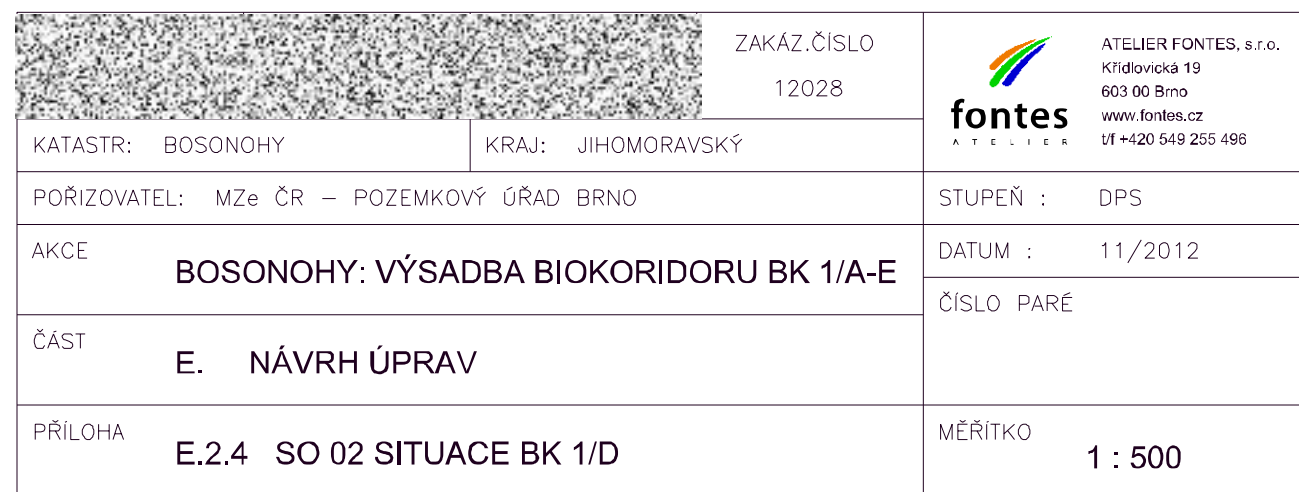 ZAKÁZ.ČÍSLO
12028
fontes
ATELIER
ATELIER FONTES, s.r.o.
Křídlovická 19
603 00 Brno
www.fontes.cz
t/f +420 549 255 496
KATASTR: BOSONOHY
KRAJ: JIHOMORAVSKÝ
POŘIZOVATEL: MZe ČR – POZEMKOVÝ ÚŘAD BRNO
STUPEŇ : DPS
AKCE
BOSONOHY: VÝSADBA BIOKORIDORU BK 1/A-E
DATUM : 11/2012
ČÍSLO PARÉ
ČÁST
E. NÁVRH ÚPRAV
PŘÍLOHA
E.2.4 SO 02 SITUACE BK 1/D
MĚŘÍTKO
1 : 500